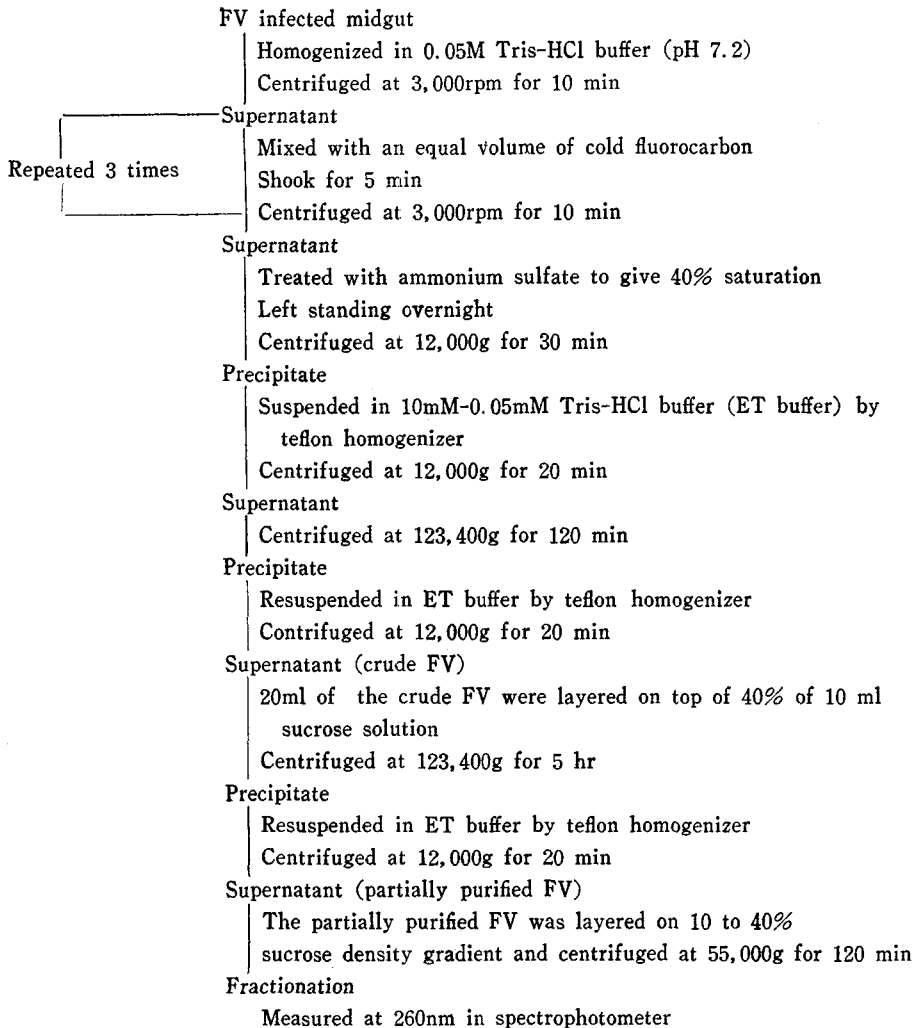 FV infected midgut
Homogenized in 0.05M Tris-HCl buffer (pH 7.2)
Centrifuged at 3,000rpm for 10 min
Supernatant
Mixed with an equal volume of cold fluorocarbon
Repeated 3 times
Shook for 5 min
Centrifuged at 3,000rpm for 10 min
Supernatant
Treated with ammonium sulfate to give 40% saturation
Left standing overnight
Centrifuged at 12,000g for 30 min
Precipitate
Suspended in 10mM-0.05mM Tris-HCl buffer (ET buffer) by
teflon homogenizer
Centrifuged at 12,000g for 20 min
Supernatant
Centrifuged at 123,400g for 120 min
Precipitate
Resuspended in ET buffer by teflon homogenizer
Contrifuged at 12,000g for 20 min
Supernatant (crude FV)
20ml of the crude FV were layered on top of 40% of 10 ml
sucrose solution
Centrifuged at 123,400g for 5 hr
Precipitate
Resuspended in ET buffer by teflon homogenizer
Centrifuged at 12,000g for 20 min
Supernatant (partially purified FV)
The partially purified FV was layered on 10 to 40%
sucrose density gradient and centrifuged at 55,000g for 120 min
Fractionation
Measured at 260nm in spectrophotometer